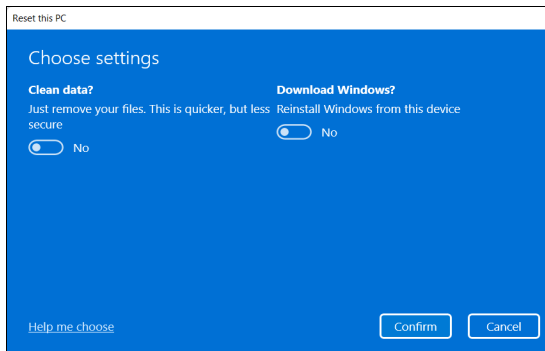 Reset this PC
Choose settings
Clean data?
Just remove your files. This is quicker, but less
secure
No
Download Windows?
Reinstall Windows from this device
No
Help me choose
Confirm
Cancel